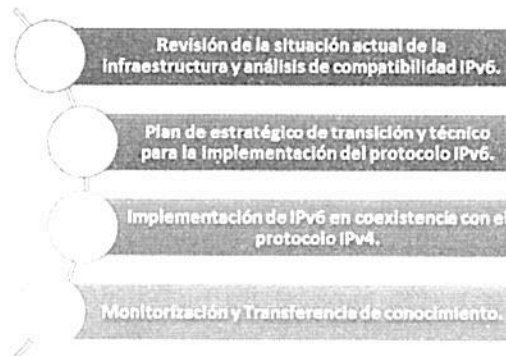 Revisión de la situación actual de la
infraestructura y análisis de compatibilidad IPv6.
Plan de estratégico de transición y técnico
para la implementación del protocolo IPv6.
Implementación de IPv6 en coexistencia con el
protocolo IPv4.
Monitorización y Transferencia de conocimiento.